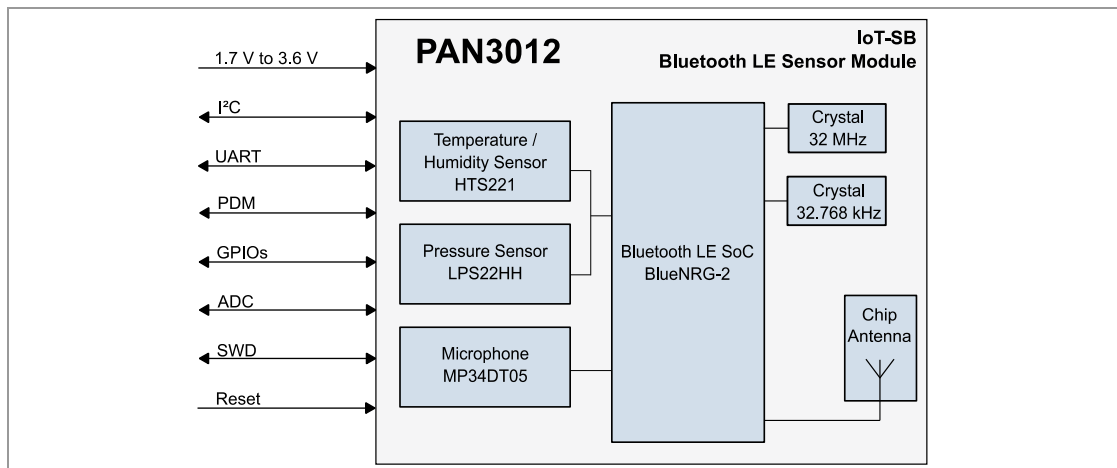 PAN3012
IoT-SB
Bluetooth LE Sensor Module
1.7 V to 3.6 V
I²C
UART
PDM
GPIOs
ADC
SWD
Reset
Temperature /
Humidity Sensor
HTS221
Pressure Sensor
LPS22HH
Microphone
MP34DT05
Bluetooth LE SoC
BlueNRG-2
Crystal
32 MHz
Crystal
32.768 kHz
Chip
Antenna